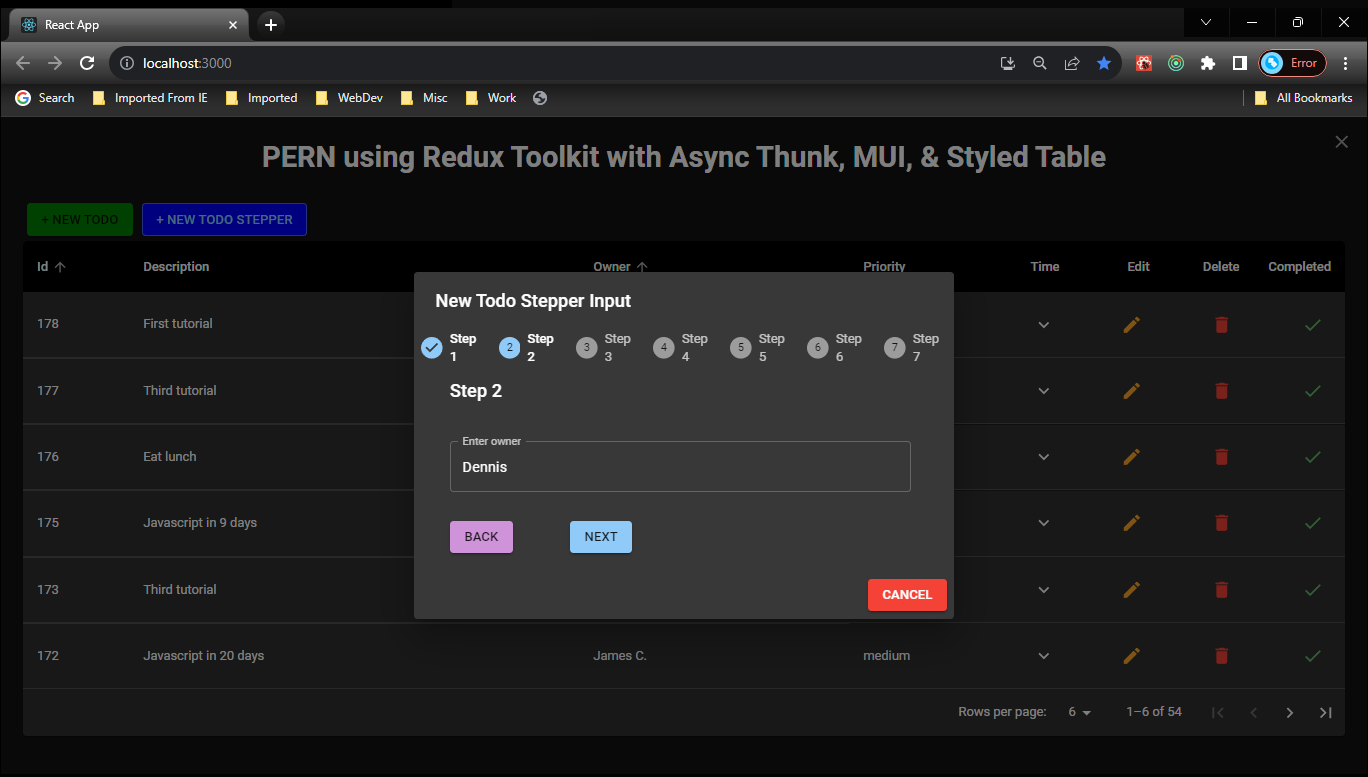 React App
localhost:3000
Error
Search
Imported From IE
Imported
WebDev
Misc
Work
All Bookmarks
PERN using Redux Toolkit with Async Thunk, MUI, & Styled Table
+ NEW TODO
+ NEW TODO STEPPER
Id Description Owner Priority Time Edit Delete Completed
178 First tutorial
177 Third tutorial
176 Eat lunch
175 Javascript in 9 days
173 Third tutorial
172 Javascript in 20 days James C. medium
Rows per page: 6 1–6 of 54
New Todo Stepper Input
Step 1
2 Step 2
3 Step 3
4 Step 4
5 Step 5
6 Step 6
7 Step 7
Step 2
Enter owner
Dennis
BACK
NEXT
CANCEL